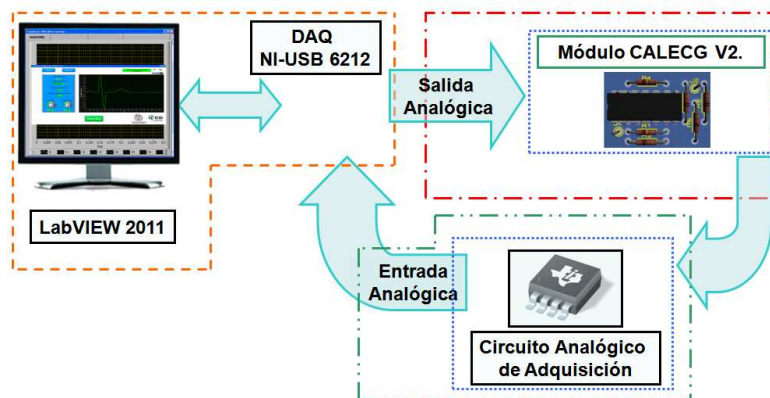 DAQ
NI-USB 6212
Módulo CALECG V2.
Salida
Analógica
LabVIEW 2011
Entrada
Analógica
Circuito Analógico
de Adquisición